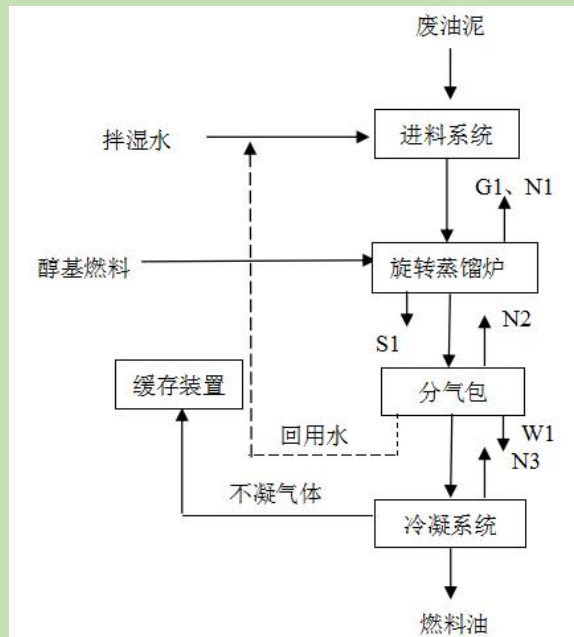 废油泥
拌湿水
进料系统
G1、N1
醇基燃料
旋转蒸馏炉
S1
N2
缓存装置
分气包
回用水
W1
N3
不凝气体
冷凝系统
燃料油